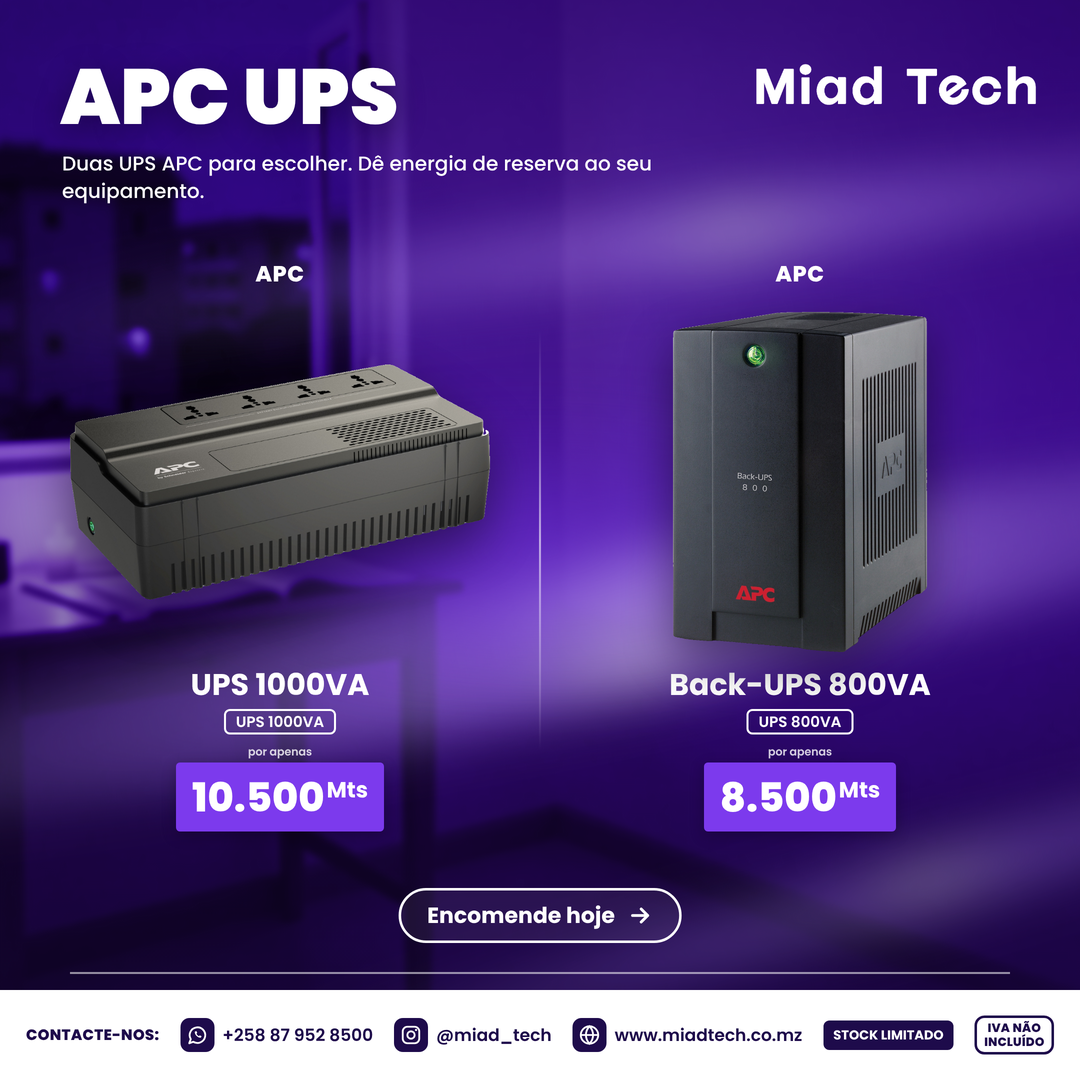 APC UPS
Miad Tech
Duas UPS APC para escolher. Dê energia de reserva ao seu
equipamento.
APC
APC
APC
Back-UPS
800
APC
APC
UPS 1000VA
UPS 1000VA
por apenas
10.500Mts
Back-UPS 800VA
UPS 800VA
por apenas
8.500Mts
Encomende hoje →
CONTACTE-NOS:
+258 87 952 8500
@miad_tech
www.miadtech.co.mz
STOCK LIMITADO
IVA NÃO
INCLUÍDO